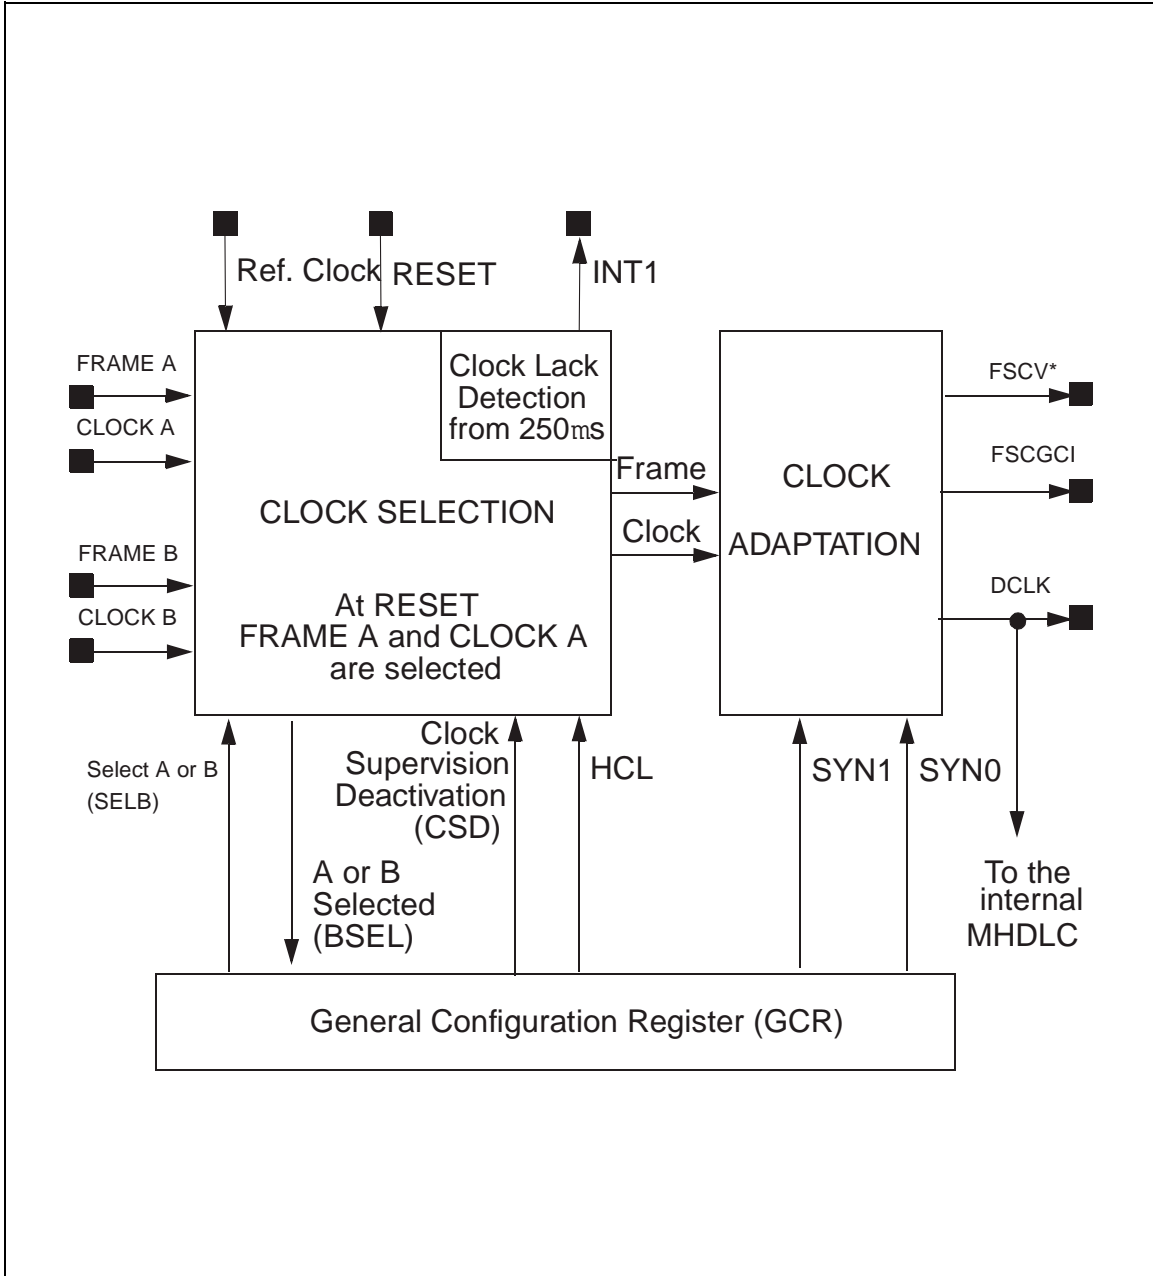 Ref. Clock
RESET
INT1
FRAME A
CLOCK A
FRAME B
CLOCK B
Clock Lack
Detection
from 250ms
CLOCK SELECTION
At RESET
FRAME A and CLOCK A
are selected
Frame
Clock
CLOCK
ADAPTATION
FSCV*
FSCGCI
DCLK
Select A or B
(SELB)
A or B
Selected
(BSEL)
Clock
Supervision
Deactivation
(CSD)
HCL
SYN1
SYN0
To the
internal
MHDLC
General Configuration Register (GCR)